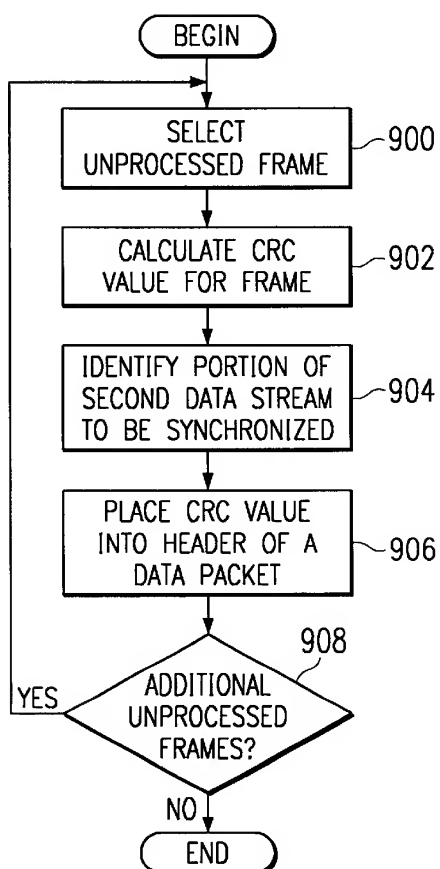 BEGIN
SELECT
UNPROCESSED FRAME
900
CALCULATE CRC
VALUE FOR FRAME
902
IDENTIFY PORTION OF
SECOND DATA STREAM
TO BE SYNCHRONIZED
904
PLACE CRC VALUE
INTO HEADER OF A
DATA PACKET
906
908
ADDITIONAL
UNPROCESSED
FRAMES?
YES
NO
END